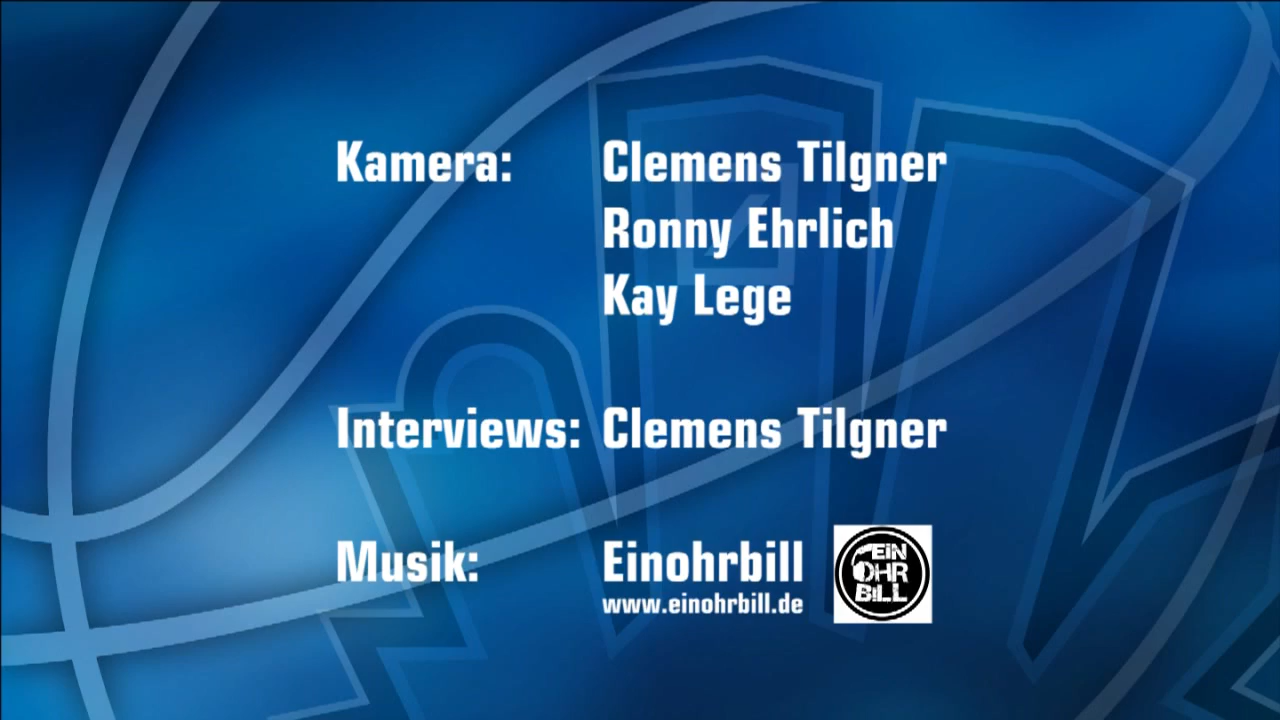 Kamera: Clemens Tilgner
Ronny Ehrlich
Kay Lege
Interviews: Clemens Tilgner
Musik: Einohrbill
www.einohrbill.de
EiN
OHR
BiLL